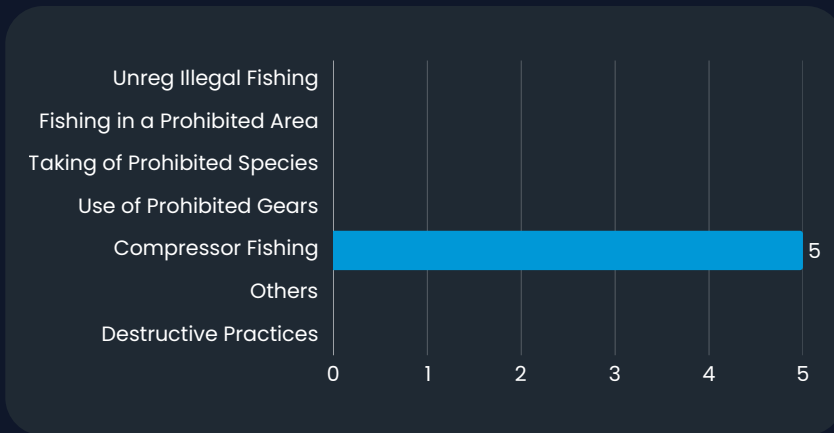 Unreg Illegal Fishing
Fishing in a Prohibited Area
Taking of Prohibited Species
Use of Prohibited Gears
Compressor Fishing
5
Others
Destructive Practices
0 1 2 3 4 5